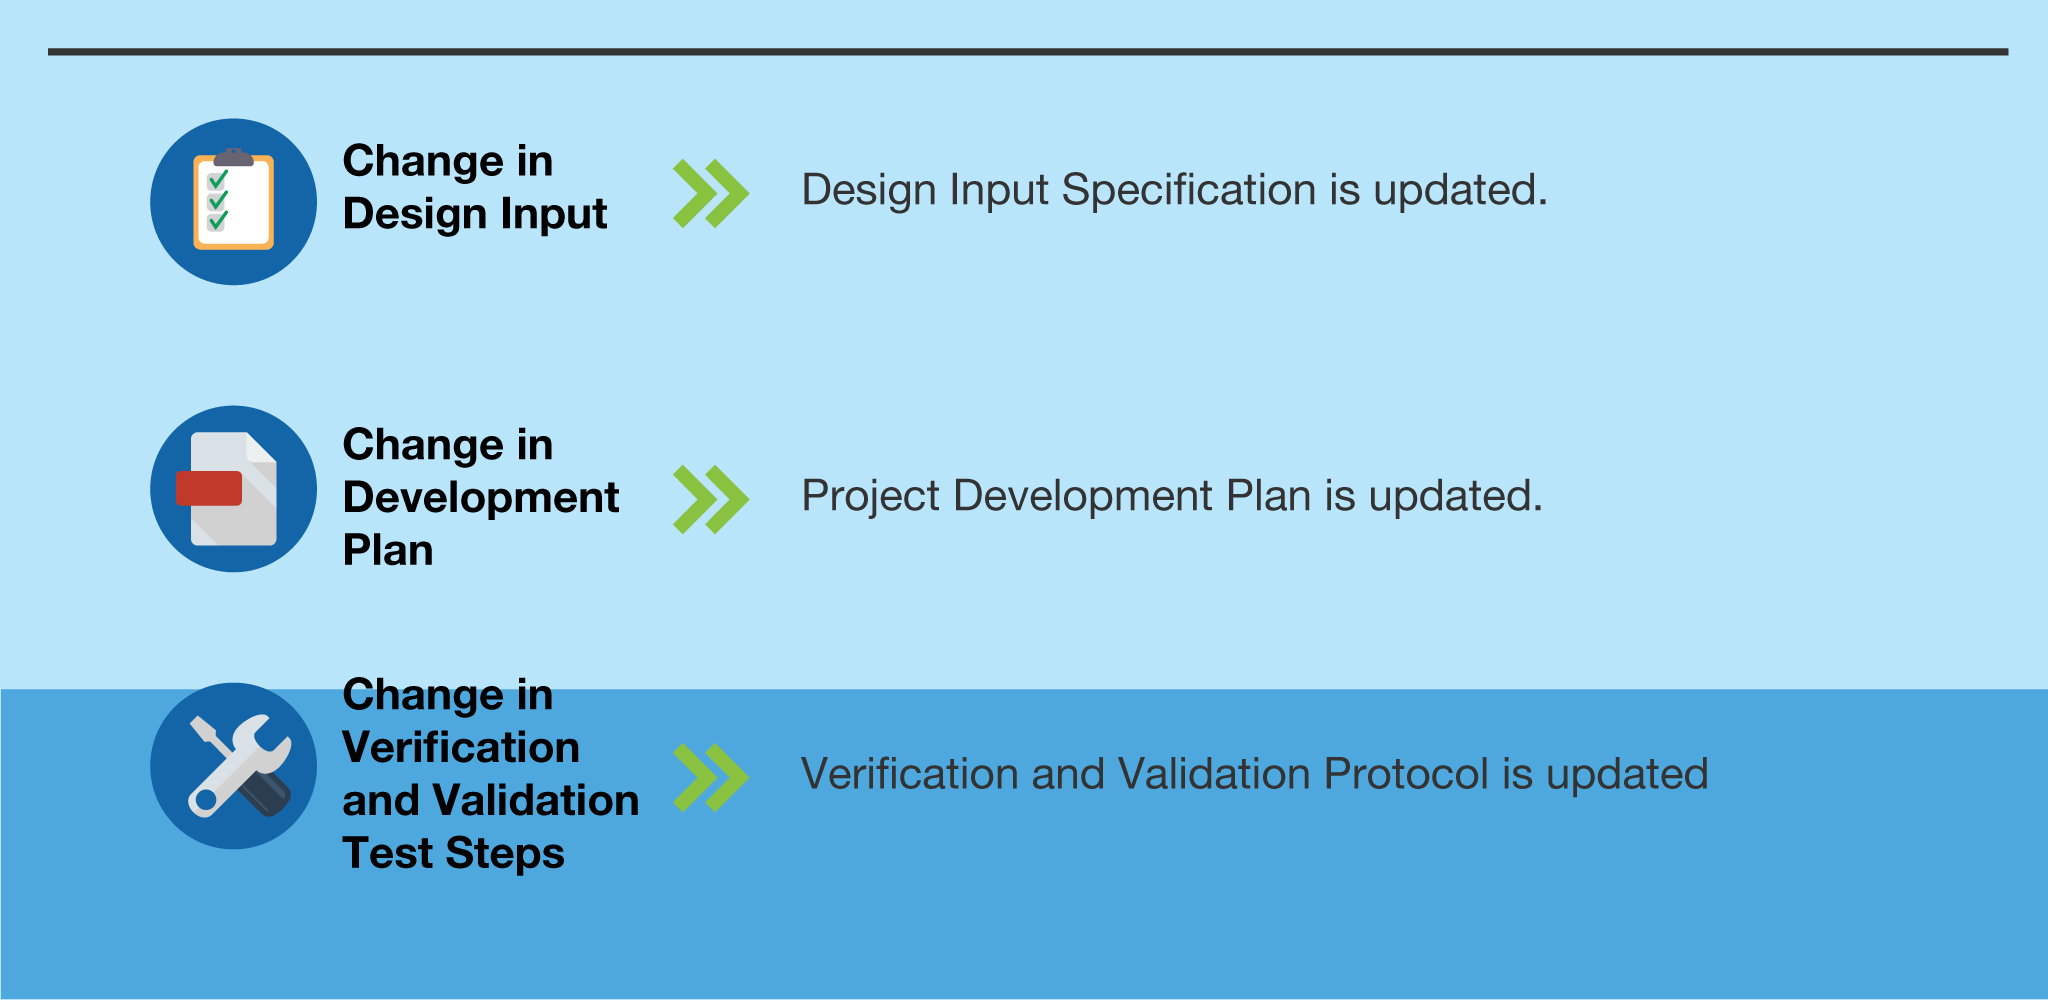 Change in
Design Input
Design Input Specification is updated.
Change in
Development
Plan
Project Development Plan is updated.
Change in
Verification
and Validation
Test Steps
Verification and Validation Protocol is updated